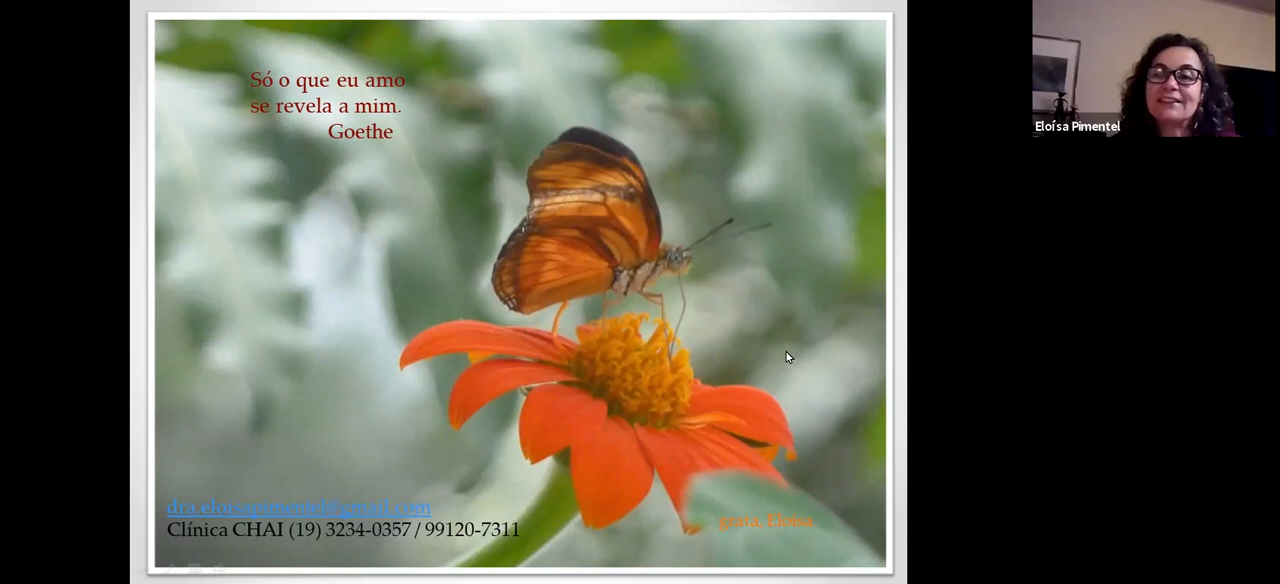 Só o que eu amo
se revela a mim.
Goethe
Eloísa Pimentel
dra.eloisapimentel@gmail.com
Clínica CHAI (19) 3234-0357 / 99120-7311
grata, Eloísa